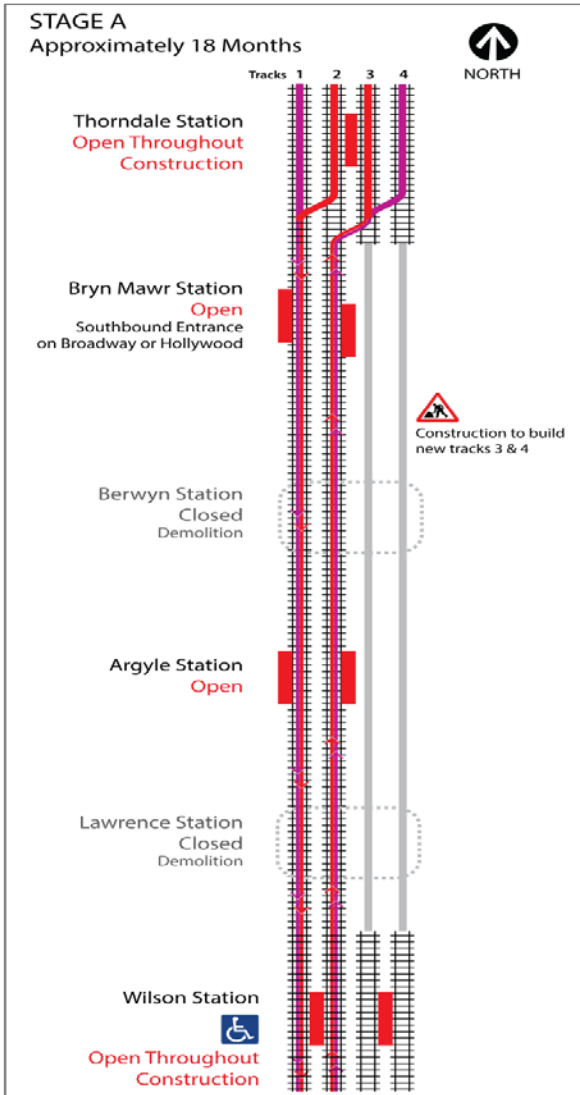 STAGE A
Approximately 18 Months
NORTH
Tracks 1 2 3 4
Thorndale Station
Open Throughout
Construction
Bryn Mawr Station
Open
Southbound Entrance
on Broadway or Hollywood
Construction to build
new tracks 3 & 4
Berwyn Station
Closed
Demolition
Argyle Station
Open
Lawrence Station
Closed
Demolition
Wilson Station
Open Throughout
Construction